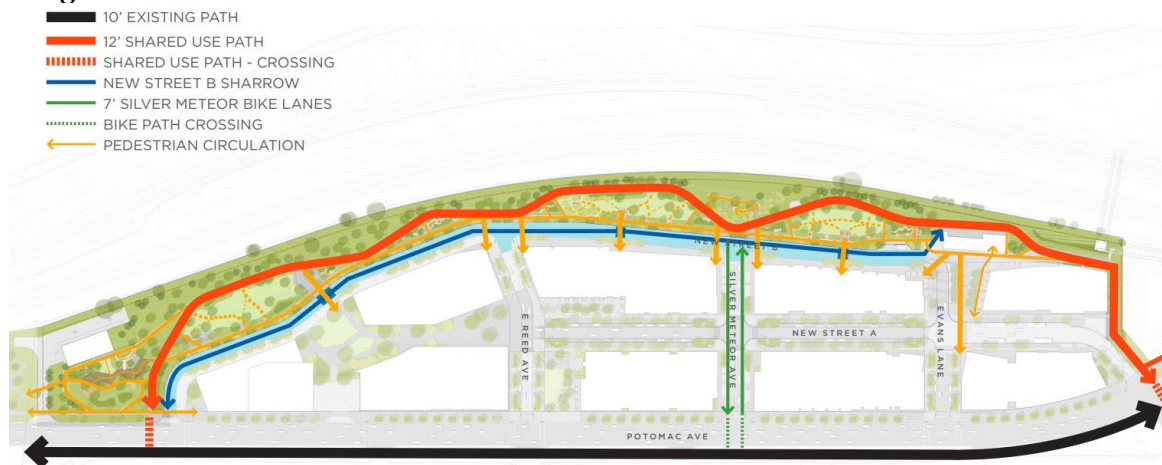 10' EXISTING PATH
12' SHARED USE PATH
SHARED USE PATH - CROSSING
NEW STREET B SHARROW
7' SILVER METEOR BIKE LANES
BIKE PATH CROSSING
PEDESTRIAN CIRCULATION
NEW STREET B
E REED AVE
SILVER METEOR AVE
NEW STREET A
EVANS LANE
POTOMAC AVE